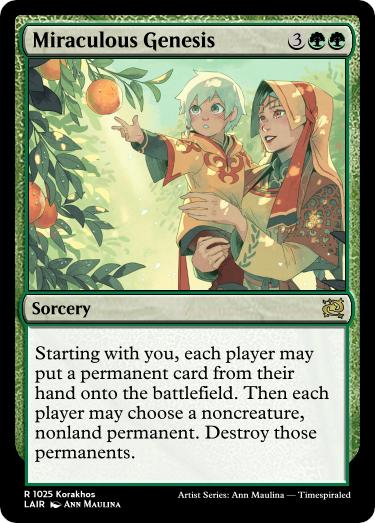 Miraculous Genesis 3
Sorcery
Starting with you, each player may
put a permanent card from their
hand onto the battlefield. Then each
player may choose a noncreature,
nonland permanent. Destroy those
permanents.
R 1025 Korakhos
Artist Series: Ann Maulina — Timespiraled
LAIR Ann Maulina